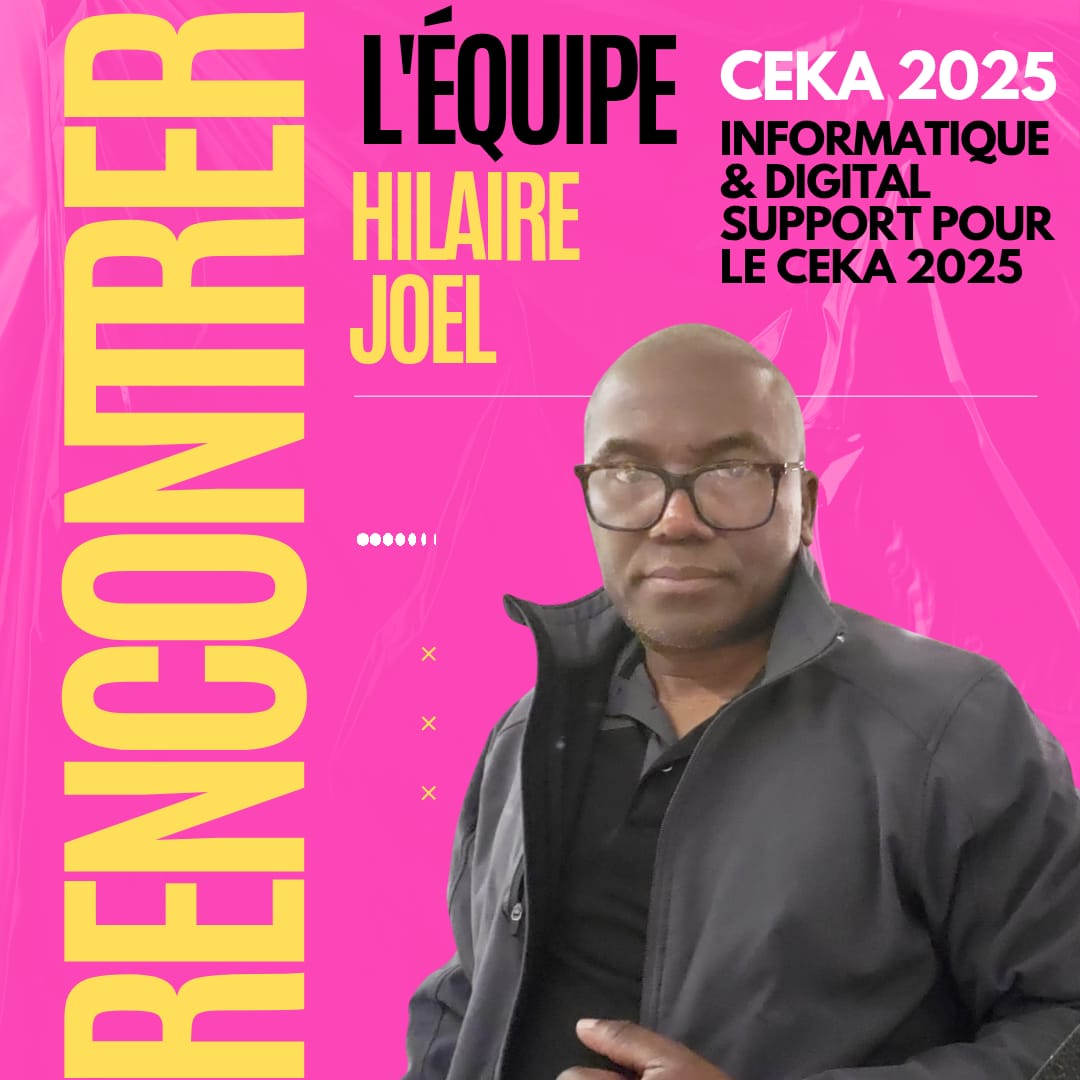 RENCONTRER
L'ÉQUIPE
HILAIRE
JOEL
CEKA 2025
INFORMATIQUE
& DIGITAL
SUPPORT POUR
LE CEKA 2025